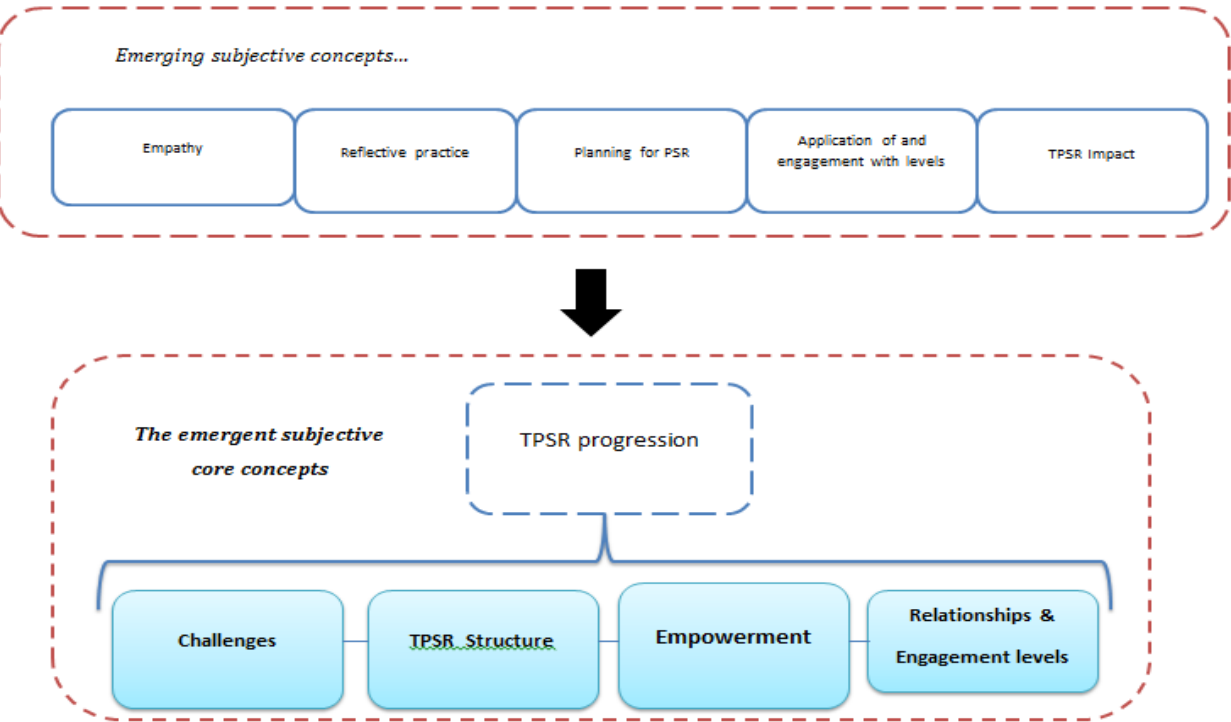 Emerging subjective concepts...
Empathy
Reflective practice
Planning for PSR
Application of and
engagement with levels
TPSR Impact
The emergent subjective
core concepts
TPSR progression
Challenges
TPSR Structure
Empowerment
Relationships &
Engagement levels